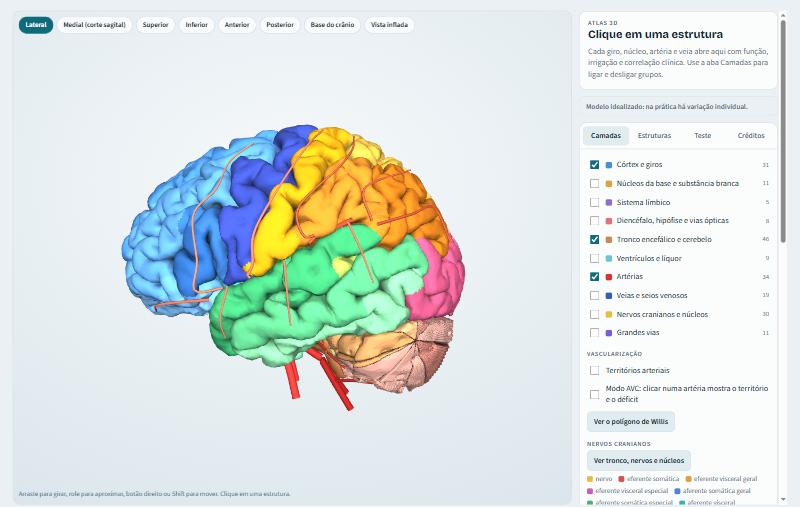 Lateral
Medial (corte sagital)
Superior
Inferior
Anterior
Posterior
Base do crânio
Vista inflada
Arraste para girar, role para aproximar, botão direito ou Shift para mover. Clique em uma estrutura.
ATLAS 3D
Clique em uma estrutura
Cada giro, núcleo, artéria e veia abre aqui com função,
irrigação e correlação clínica. Use a aba Camadas para
ligar e desligar grupos.
Modelo idealizado: na prática há variação individual.
Camadas
Estruturas
Teste
Créditos
Córtex e giros 31
Núcleos da base e substância branca 11
Sistema límbico 5
Diencéfalo, hipófise e vias ópticas 8
Tronco encefálico e cerebelo 46
Ventrículos e líquor 9
Artérias 34
Veias e seios venosos 19
Nervos cranianos e núcleos 30
Grandes vias 11
VASCULARIZAÇÃO
Territórios arteriais
Modo AVC: clicar numa artéria mostra o território
e o déficit
Ver o polígono de Willis
NERVOS CRANIANOS
Ver tronco, nervos e núcleos
nervo
eferente somática
eferente visceral geral
eferente visceral especial
aferente somática geral
aferente somática especial
aferente visceral